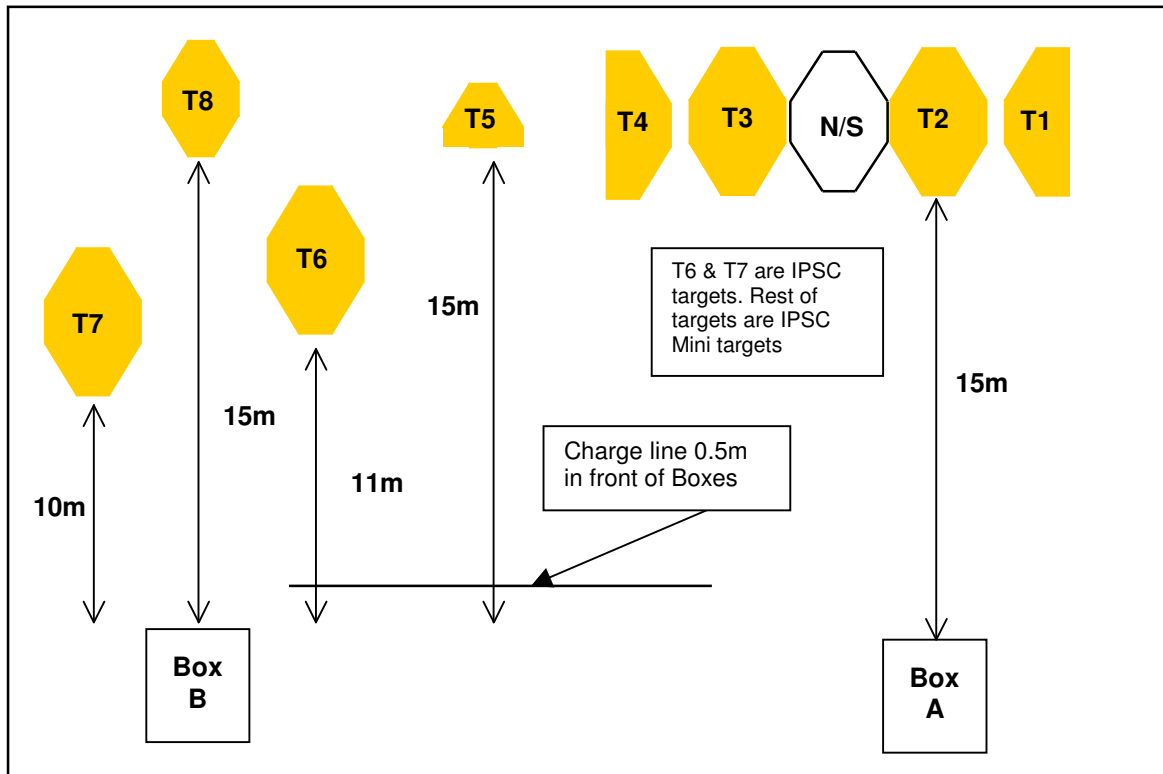 T8
T5
T4
T3
N/S
T2
T1
T6
T7
T6 & T7 are IPSC
targets. Rest of
targets are IPSC
Mini targets
15m
15m
15m
11m
10m
Charge line 0.5m
in front of Boxes
Box
B
Box
A